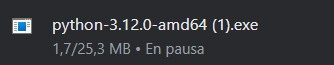 python-3.12.0-amd64 (1).exe
1,7/25,3 MB • En pausa